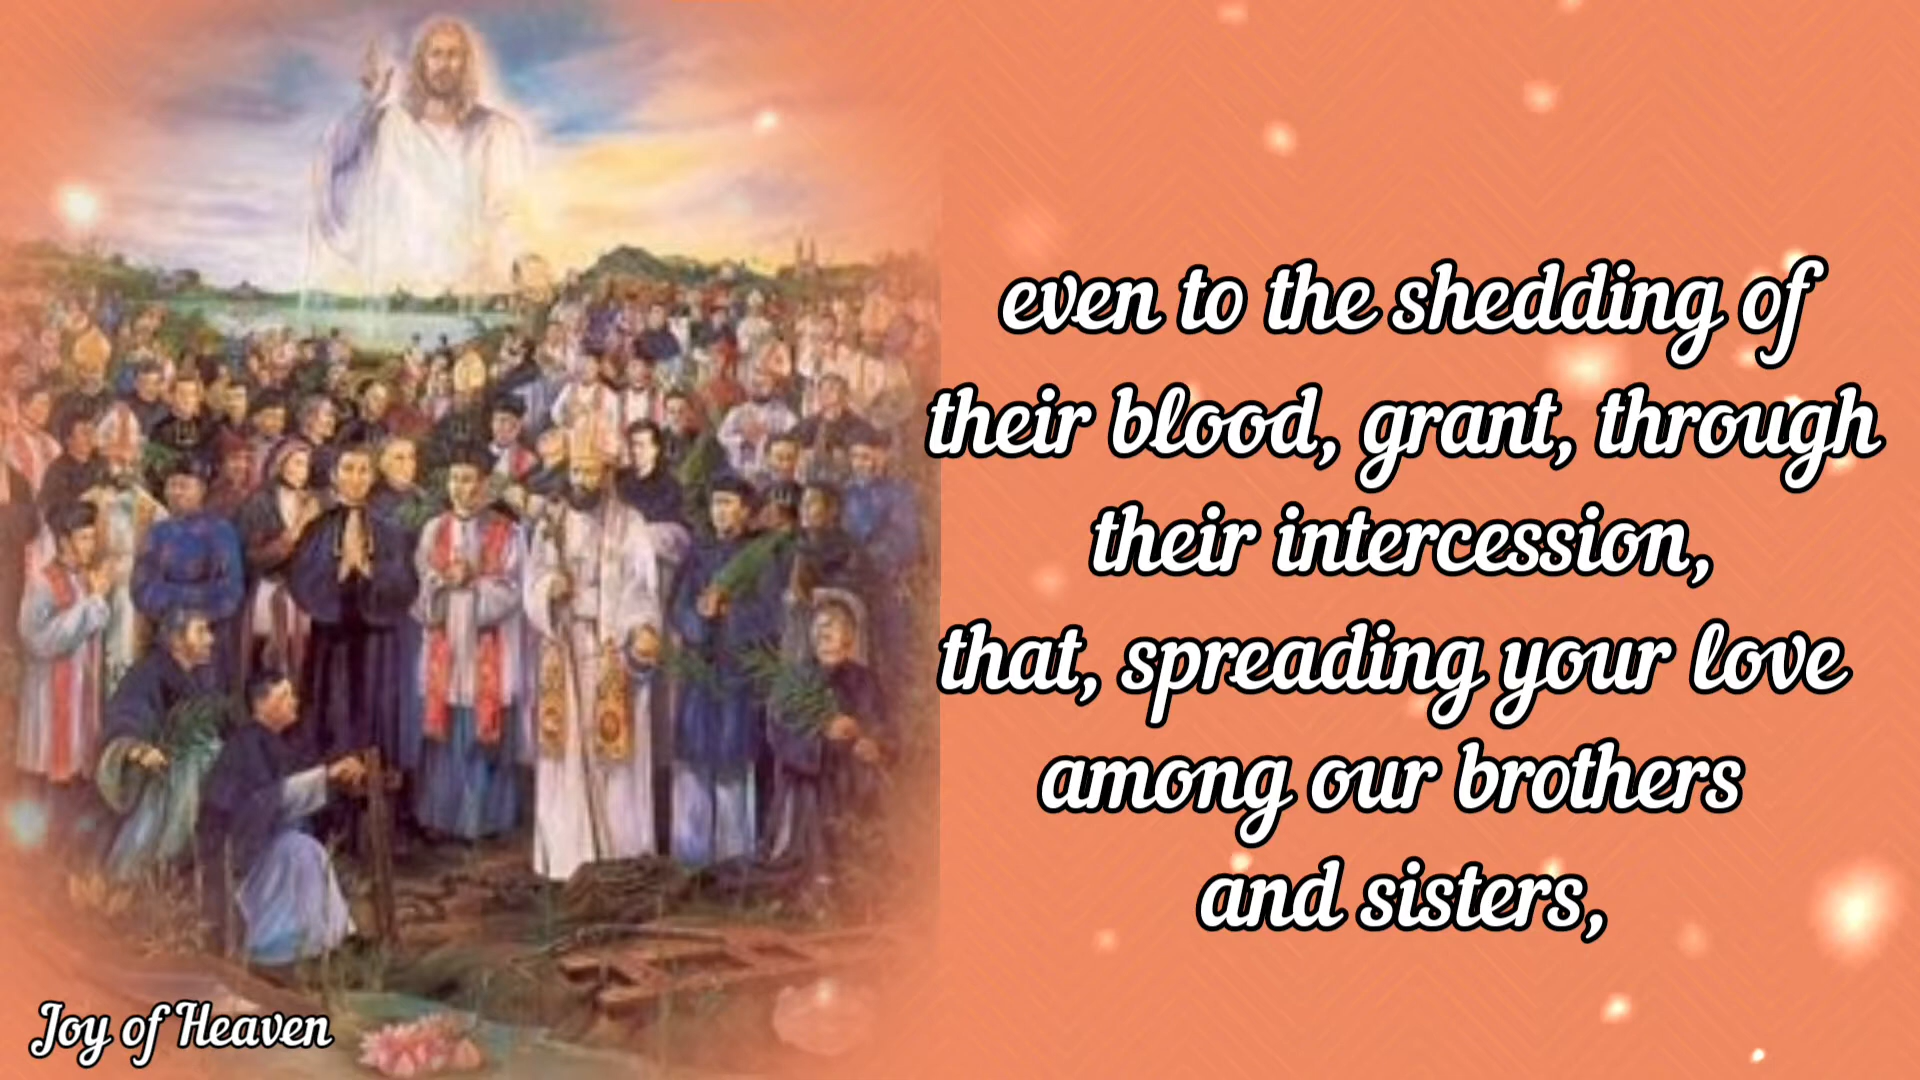 even to the shedding of
their blood, grant, through
their intercession,
that, spreading your love
among our brothers
and sisters,
Joy of Heaven